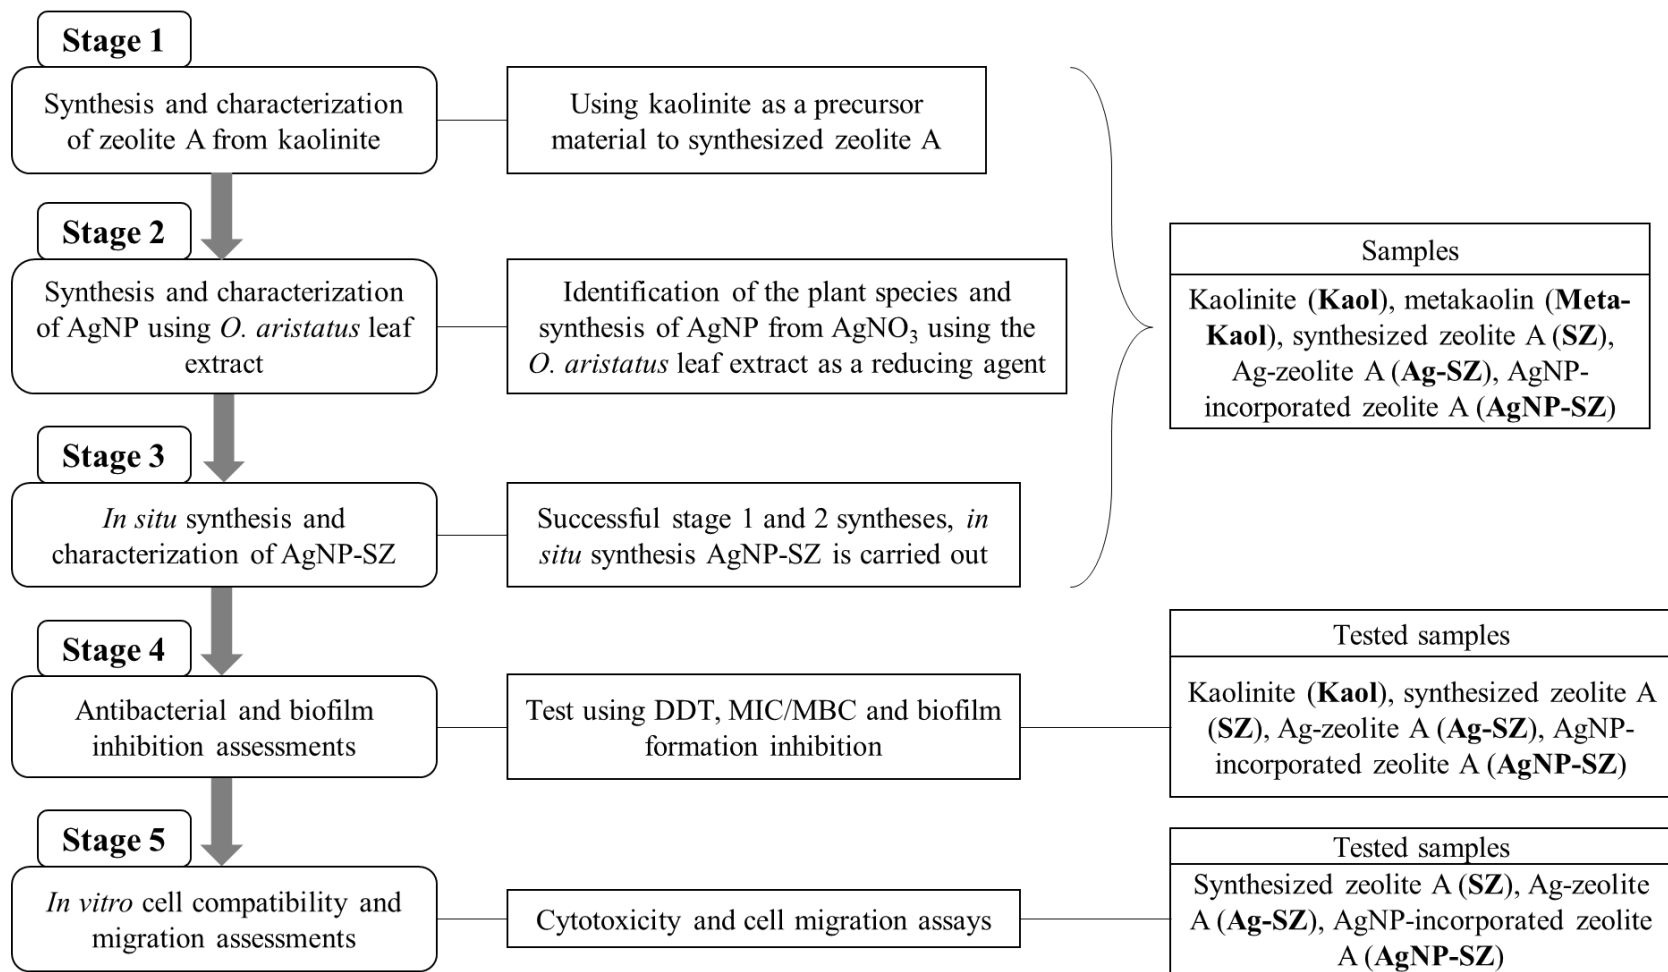 Stage 1
Synthesis and characterization
of zeolite A from kaolinite
Using kaolinite as a precursor
material to synthesized zeolite A
Stage 2
Synthesis and characterization
of AgNP using O. aristatus leaf
extract
Identification of the plant species and
synthesis of AgNP from AgNO₃ using the
O. aristatus leaf extract as a reducing agent
Stage 3
In situ synthesis and
characterization of AgNP-SZ
Successful stage 1 and 2 syntheses, in
situ synthesis AgNP-SZ is carried out
Samples
Kaolinite (Kaol), metakaolin (Meta-
Kaol), synthesized zeolite A (SZ),
Ag-zeolite A (Ag-SZ), AgNP-
incorporated zeolite A (AgNP-SZ)
Stage 4
Antibacterial and biofilm
inhibition assessments
Test using DDT, MIC/MBC and biofilm
formation inhibition
Tested samples
Kaolinite (Kaol), synthesized zeolite A
(SZ), Ag-zeolite A (Ag-SZ), AgNP-
incorporated zeolite A (AgNP-SZ)
Stage 5
In vitro cell compatibility and
migration assessments
Cytotoxicity and cell migration assays
Tested samples
Synthesized zeolite A (SZ), Ag-zeolite
A (Ag-SZ), AgNP-incorporated zeolite
A (AgNP-SZ)